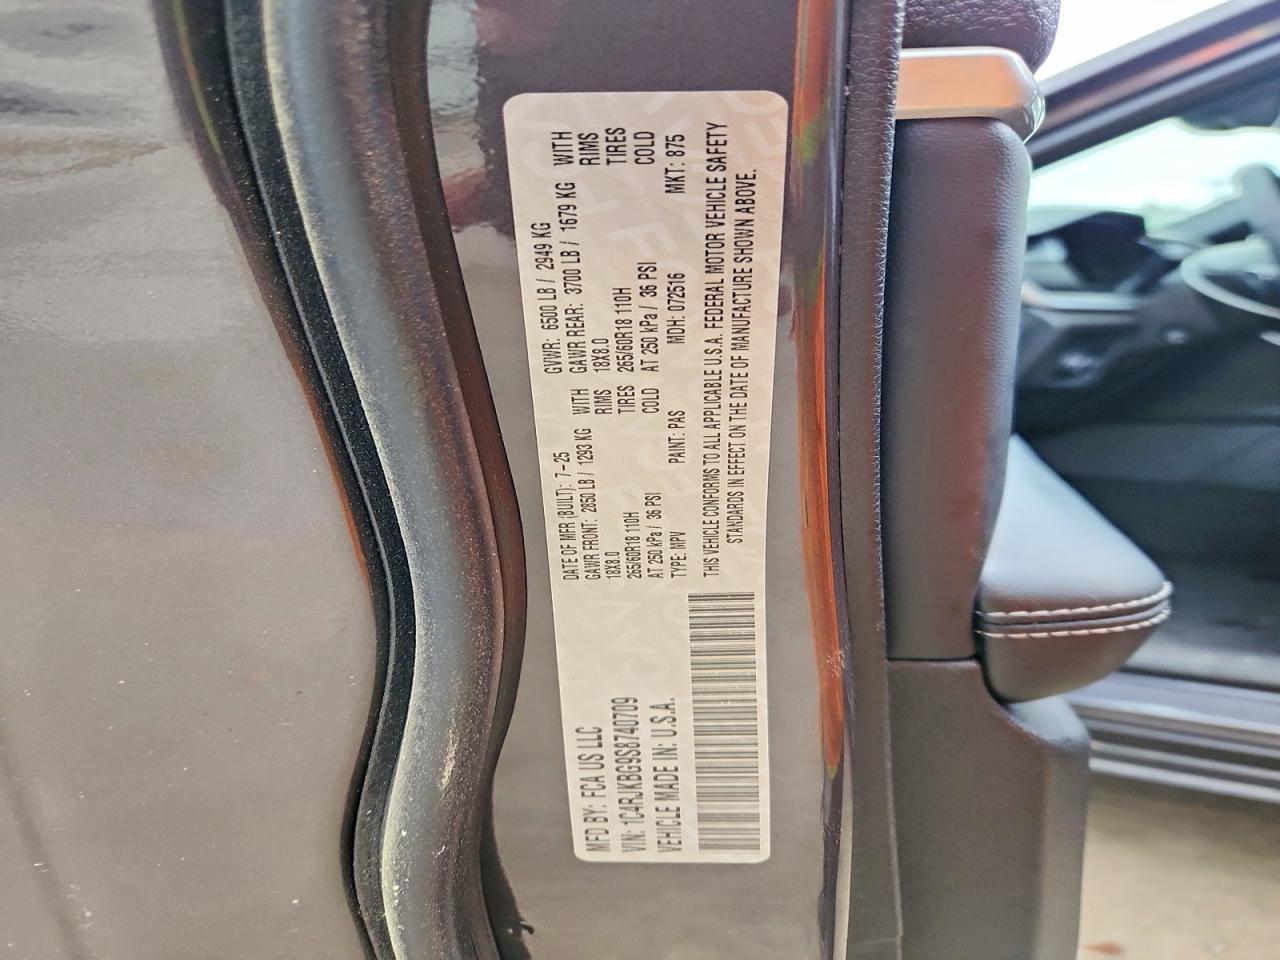 MFD BY: FCA US LLC
DATE OF MFR (BUILT): 7-25
GVWR: 6500 LB / 2949 KG
GAWR FRONT: 2850 LB / 1293 KG WITH
18X8.0 RIMS
265/60R18 110H TIRES
AT 250 kPa / 36 PSI COLD
GAWR REAR: 3700 LB / 1679 KG WITH
18X8.0 RIMS
265/60R18 110H TIRES
AT 250 kPa / 36 PSI COLD
VIN: 1C4RJKBG9S8740709
TYPE: MPV PAINT: PAS MDH: 072516 MKT: 875
VEHICLE MADE IN: U.S.A.
THIS VEHICLE CONFORMS TO ALL APPLICABLE U.S.A. FEDERAL MOTOR VEHICLE SAFETY
STANDARDS IN EFFECT ON THE DATE OF MANUFACTURE SHOWN ABOVE.